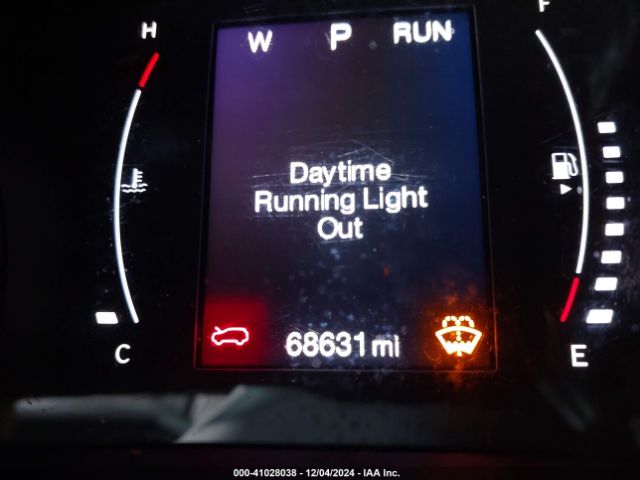 H
F
W P RUN
Daytime
Running Light
Out
68631 mi
C
E
000-41028038 - 12/04/2024 - IAA Inc.